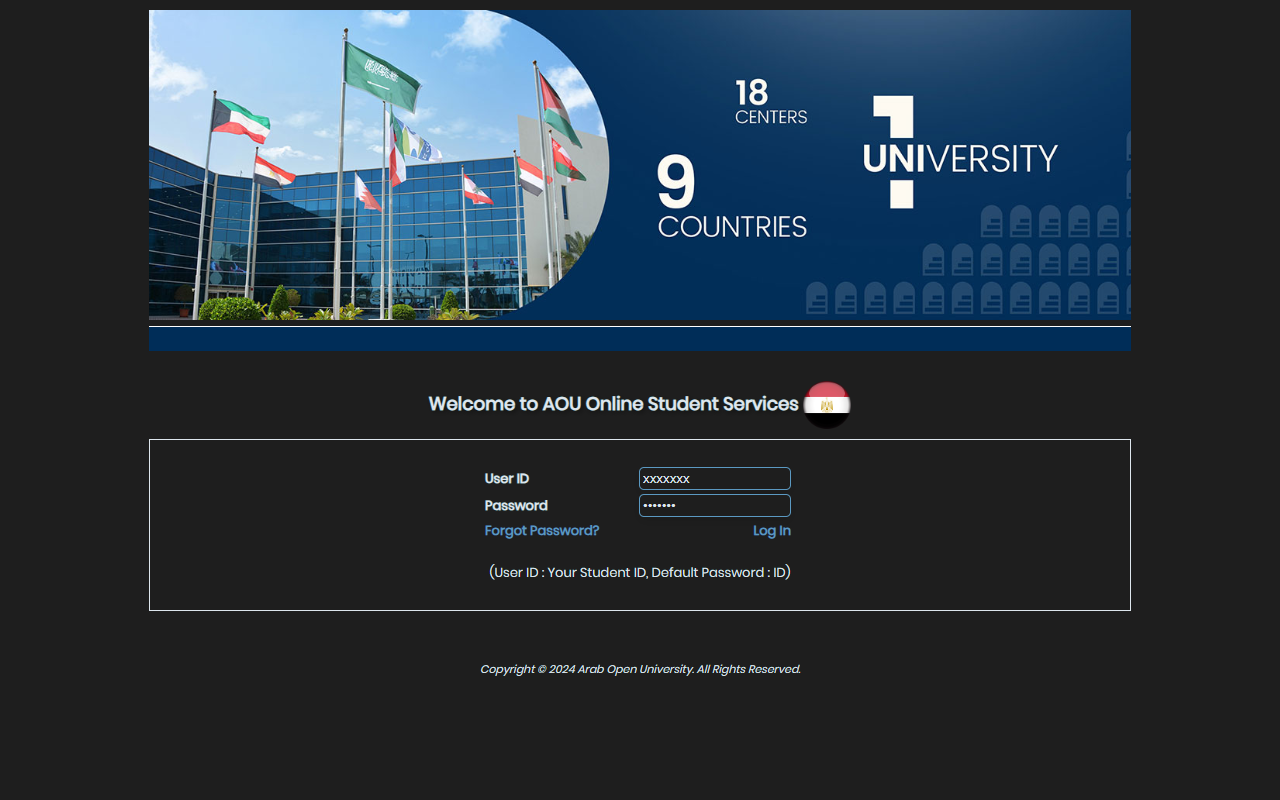 18
CENTERS
9
COUNTRIES
1
UNIVERSITY
Welcome to AOU Online Student Services
User ID xxxxxxx
Password •••••••
Forgot Password? Log In
(User ID : Your Student ID, Default Password : ID)
Copyright © 2024 Arab Open University. All Rights Reserved.